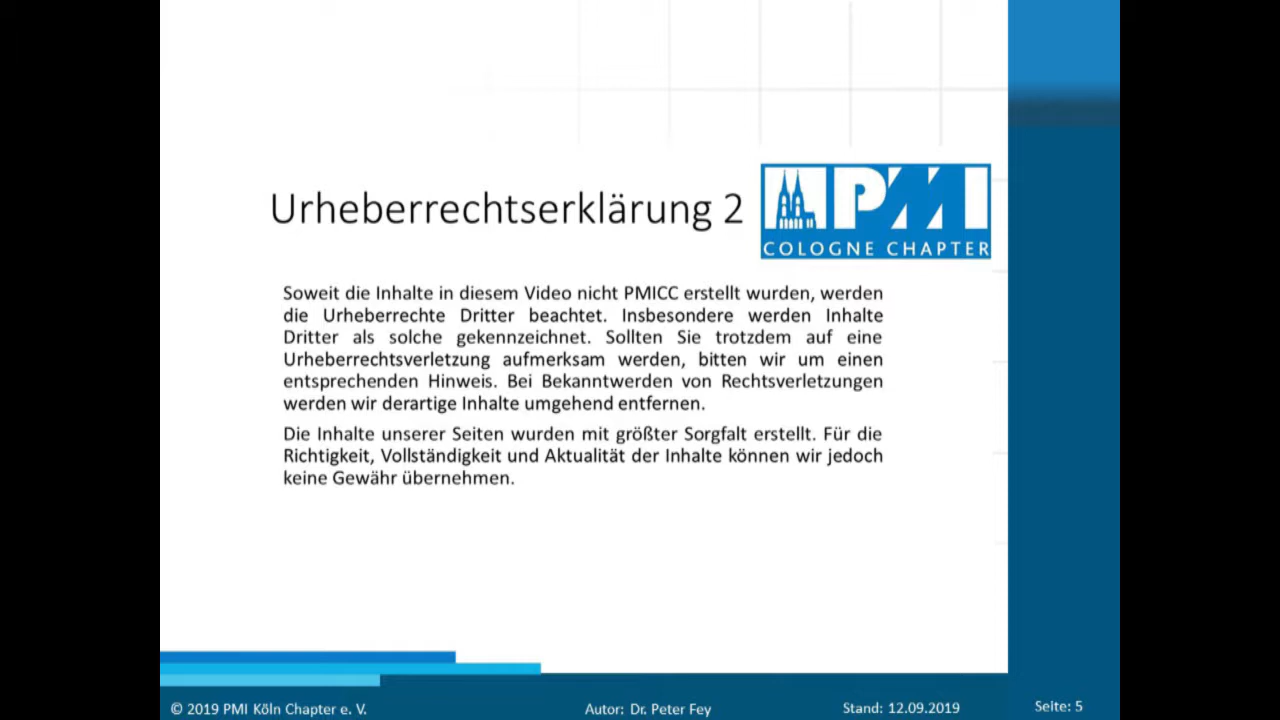 Urheberrechtserklärung 2
PMI
COLOGNE CHAPTER
Soweit die Inhalte in diesem Video nicht PMICC erstellt wurden, werden
die Urheberrechte Dritter beachtet. Insbesondere werden Inhalte
Dritter als solche gekennzeichnet. Sollten Sie trotzdem auf eine
Urheberrechtsverletzung aufmerksam werden, bitten wir um einen
entsprechenden Hinweis. Bei Bekanntwerden von Rechtsverletzungen
werden wir derartige Inhalte umgehend entfernen.
Die Inhalte unserer Seiten wurden mit größter Sorgfalt erstellt. Für die
Richtigkeit, Vollständigkeit und Aktualität der Inhalte können wir jedoch
keine Gewähr übernehmen.
© 2019 PMI Köln Chapter e. V.
Autor: Dr. Peter Fey
Stand: 12.09.2019
Seite: 5